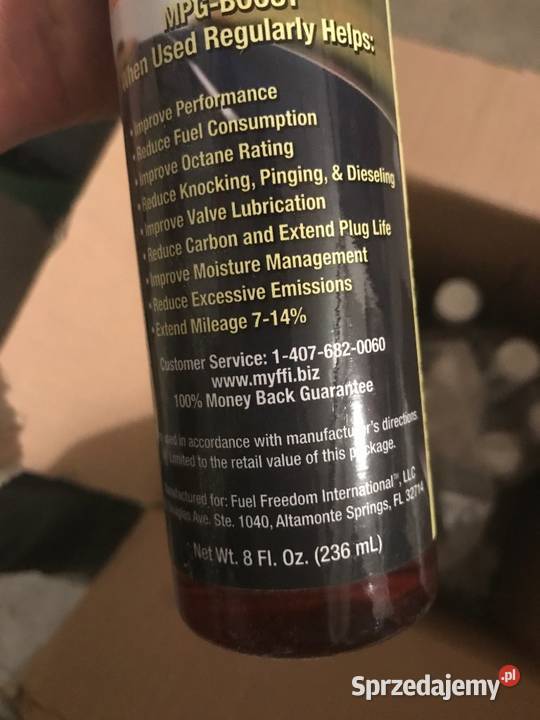 MPG-BOOST
When Used Regularly Helps:
• Improve Performance
• Reduce Fuel Consumption
• Improve Octane Rating
• Reduce Knocking, Pinging, & Dieseling
• Improve Valve Lubrication
• Reduce Carbon and Extend Plug Life
• Improve Moisture Management
• Reduce Excessive Emissions
• Extend Mileage 7-14%
Customer Service: 1-407-682-0060
www.myffi.biz
100% Money Back Guarantee
used in accordance with manufacturer's directions.
Limited to the retail value of this package.
Manufactured for: Fuel Freedom International™, LLC
Ave. Ste. 1040, Altamonte Springs, FL 32714
Net Wt. 8 Fl. Oz. (236 mL)
Sprzedajemy.pl